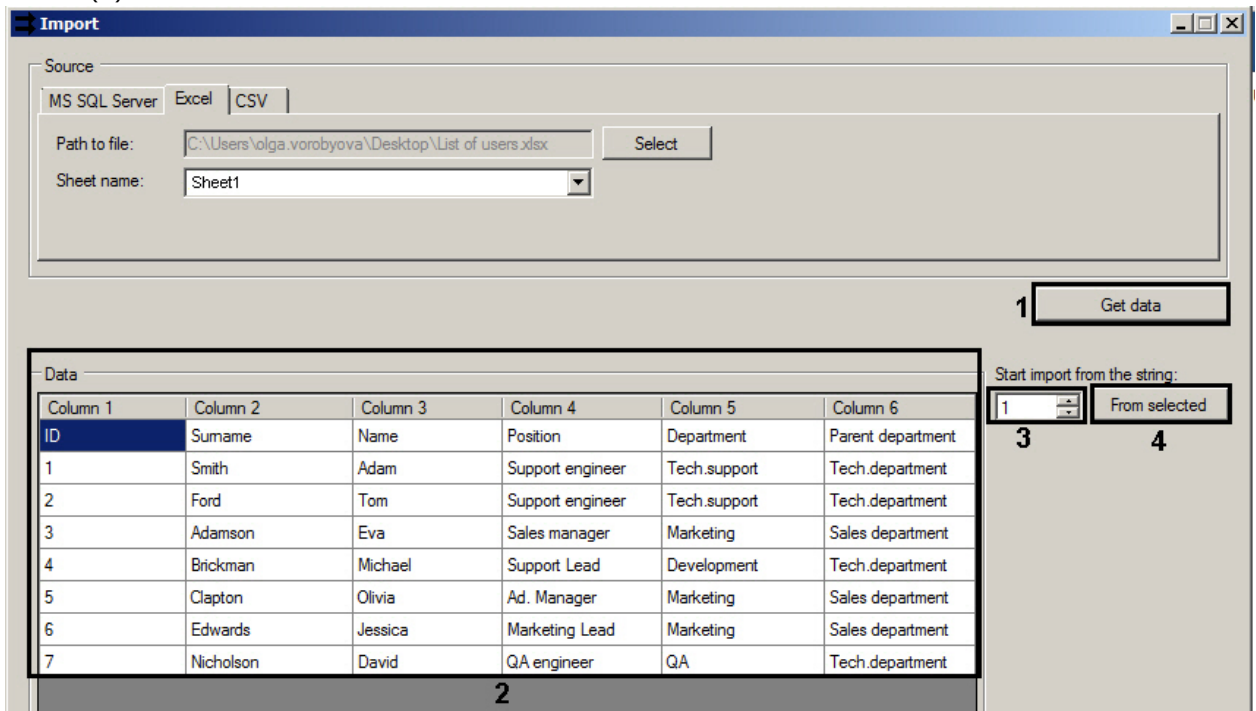 Import
Source
MS SQL Server Excel CSV
Path to file: C:\Users\olga.vorobyova\Desktop\List of users.xlsx Select
Sheet name: Sheet1
1 Get data
Data Start import from the string:
Column 1 Column 2 Column 3 Column 4 Column 5 Column 6 1 From selected
ID Surname Name Position Department Parent department 3 4
1 Smith Adam Support engineer Tech.support Tech.department
2 Ford Tom Support engineer Tech.support Tech.department
3 Adamson Eva Sales manager Marketing Sales department
4 Brickman Michael Support Lead Development Tech.department
5 Clapton Olivia Ad. Manager Marketing Sales department
6 Edwards Jessica Marketing Lead Marketing Sales department
7 Nicholson David QA engineer QA Tech.department
2